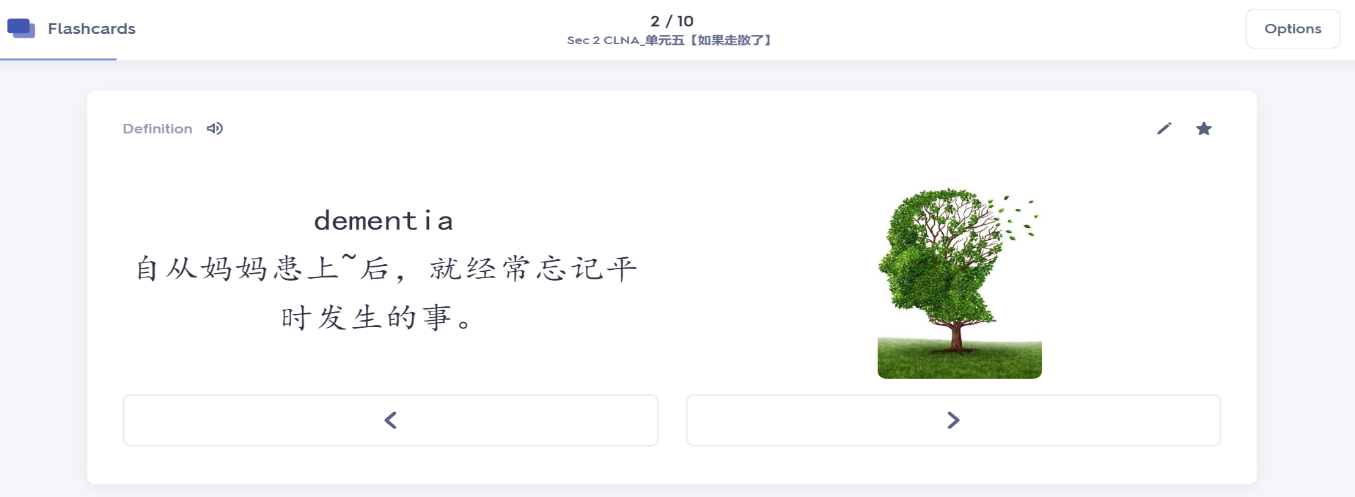 Flashcards
2 / 10
Sec 2 CLNA_单元五【如果走散了】
Options
Definition
dementia
自从妈妈患上~后，就经常忘记平
时发生的事。